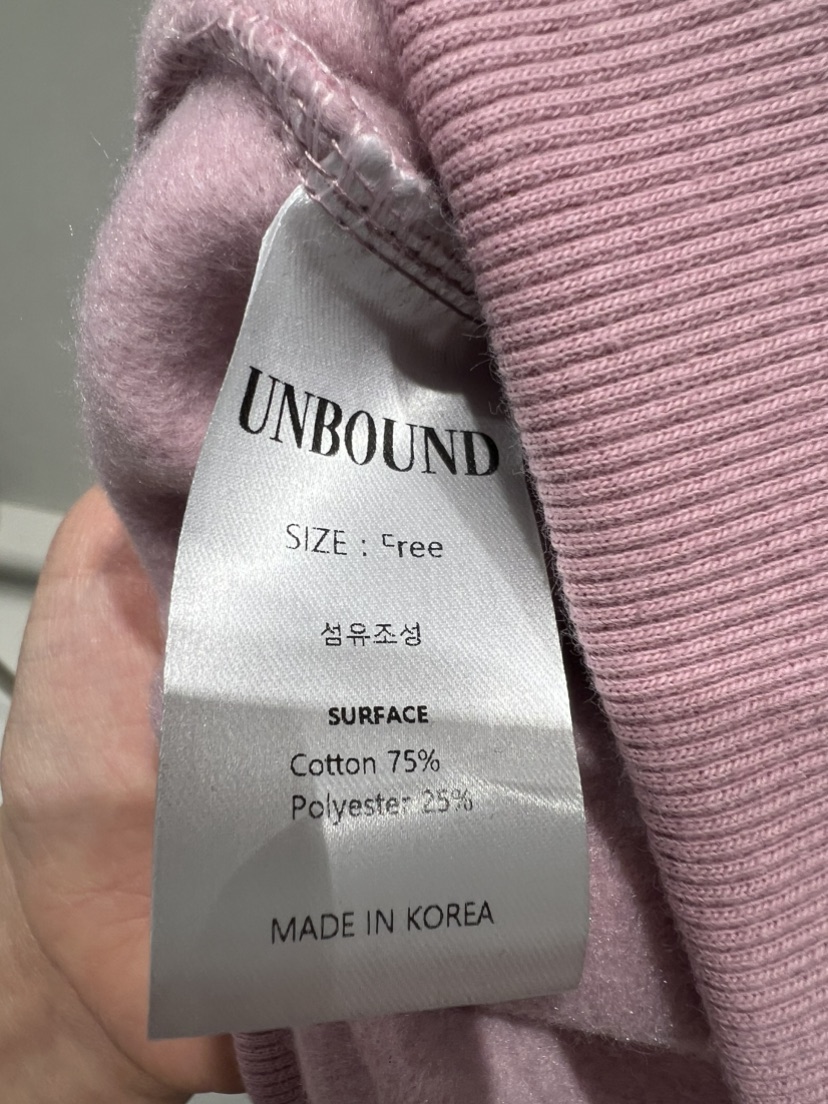 UNBOUND
SIZE : Free
섬유조성
SURFACE
Cotton 75%
Polyester 25%
MADE IN KOREA